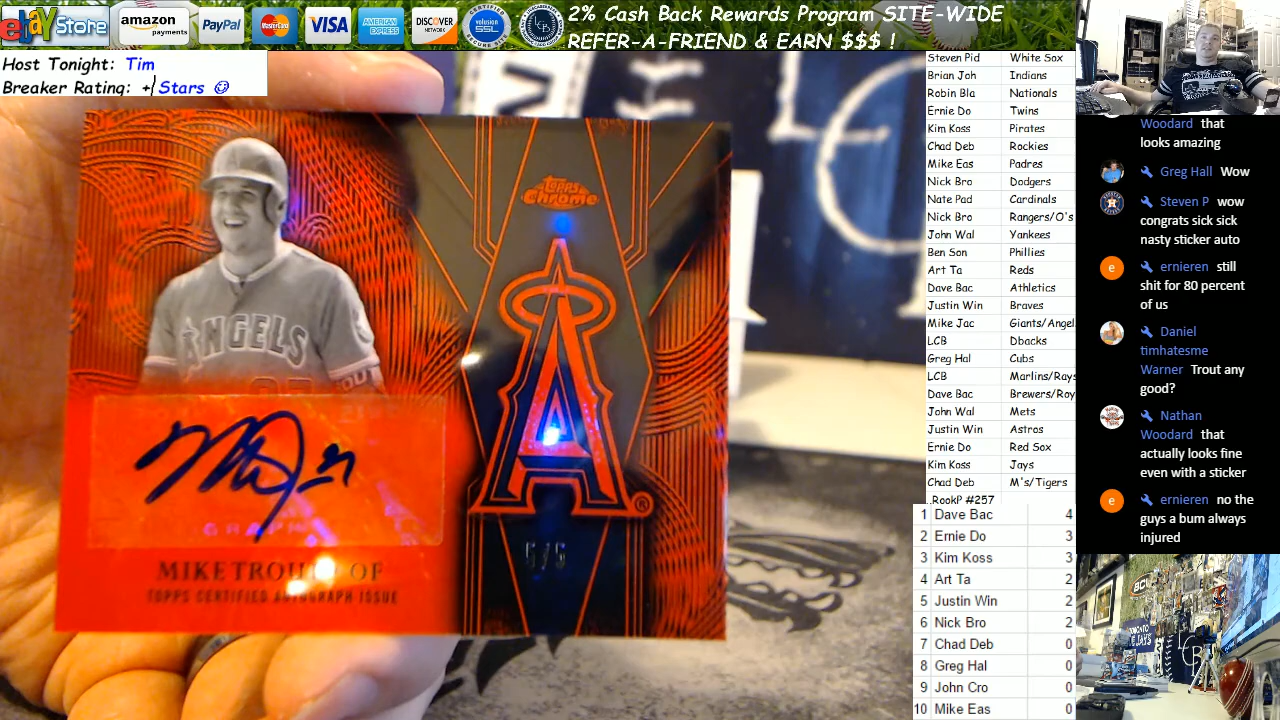 ebay Store
amazon
payments
PayPal
MasterCard
VISA
AMERICAN
EXPRESS
DISCOVER
NETWORK
volusion
SSL
LCB
2% Cash Back Rewards Program SITE-WIDE
REFER-A-FRIEND & EARN $$$ !
Host Tonight: Tim
Breaker Rating: + Stars
Topps
Chrome
ANGELS
A
MIKE TROUT OF
TOPPS CERTIFIED AUTOGRAPH ISSUE
5/5
Steven Pid White Sox
Brian Joh Indians
Robin Bla Nationals
Ernie Do Twins
Kim Koss Pirates
Chad Deb Rockies
Mike Eas Padres
Nick Bro Dodgers
Nate Pad Cardinals
Nick Bro Rangers/O's
John Wal Yankees
Ben Son Phillies
Art Ta Reds
Dave Bac Athletics
Justin Win Braves
Mike Jac Giants/Angel
LCB Dbacks
Greg Hal Cubs
LCB Marlins/Rays
Dave Bac Brewers/Roy
John Wal Mets
Justin Win Astros
Ernie Do Red Sox
Kim Koss Jays
Chad Deb M's/Tigers
RookP #257
1 Dave Bac 4
2 Ernie Do 3
3 Kim Koss 3
4 Art Ta 2
5 Justin Win 2
6 Nick Bro 2
7 Chad Deb 0
8 Greg Hal 0
9 John Cro 0
10 Mike Eas 0
Woodard that
looks amazing
Greg Hall Wow
Steven P wow
congrats sick sick
nasty sticker auto
e ernieren still
shit for 80 percent
of us
Daniel
timhatesme
Warner Trout any
good?
Nathan
Woodard that
actually looks fine
even with a sticker
e ernieren no the
guys a bum always
injured